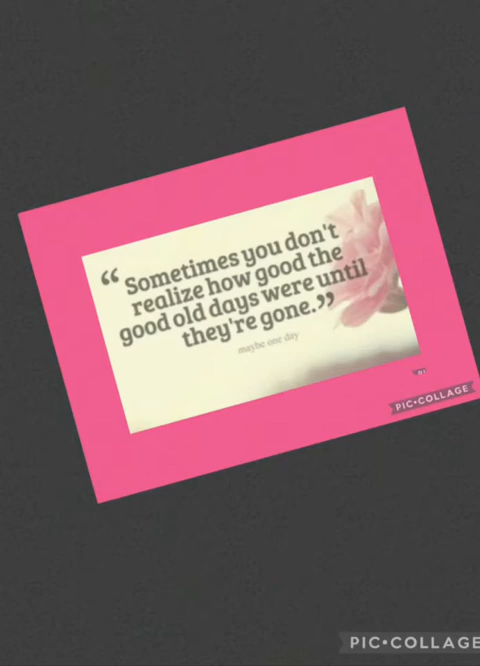 “Sometimes you don't
realize how good the
good old days were until
they're gone.”
maybe one day
PIC•COLLAGE
PIC•COLLAGE